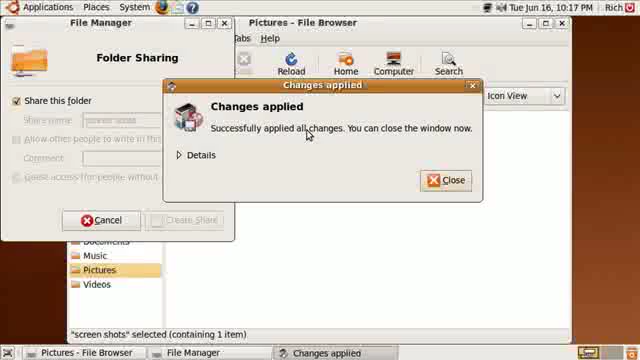 Applications Places System
Tue Jun 16, 10:17 PM Rich
File Manager
Pictures - File Browser
Tabs Help
Folder Sharing
Reload Home Computer Search
Share this folder
Icon View
Share name: screen shots
Allow other people to write in this
Comment:
Guest access (for people without
Changes applied
Changes applied
Successfully applied all changes. You can close the window now.
Details
Close
Cancel
Create Share
Documents
Music
Pictures
Videos
"screen shots" selected (containing 1 item)
Pictures - File Browser
File Manager
Changes applied